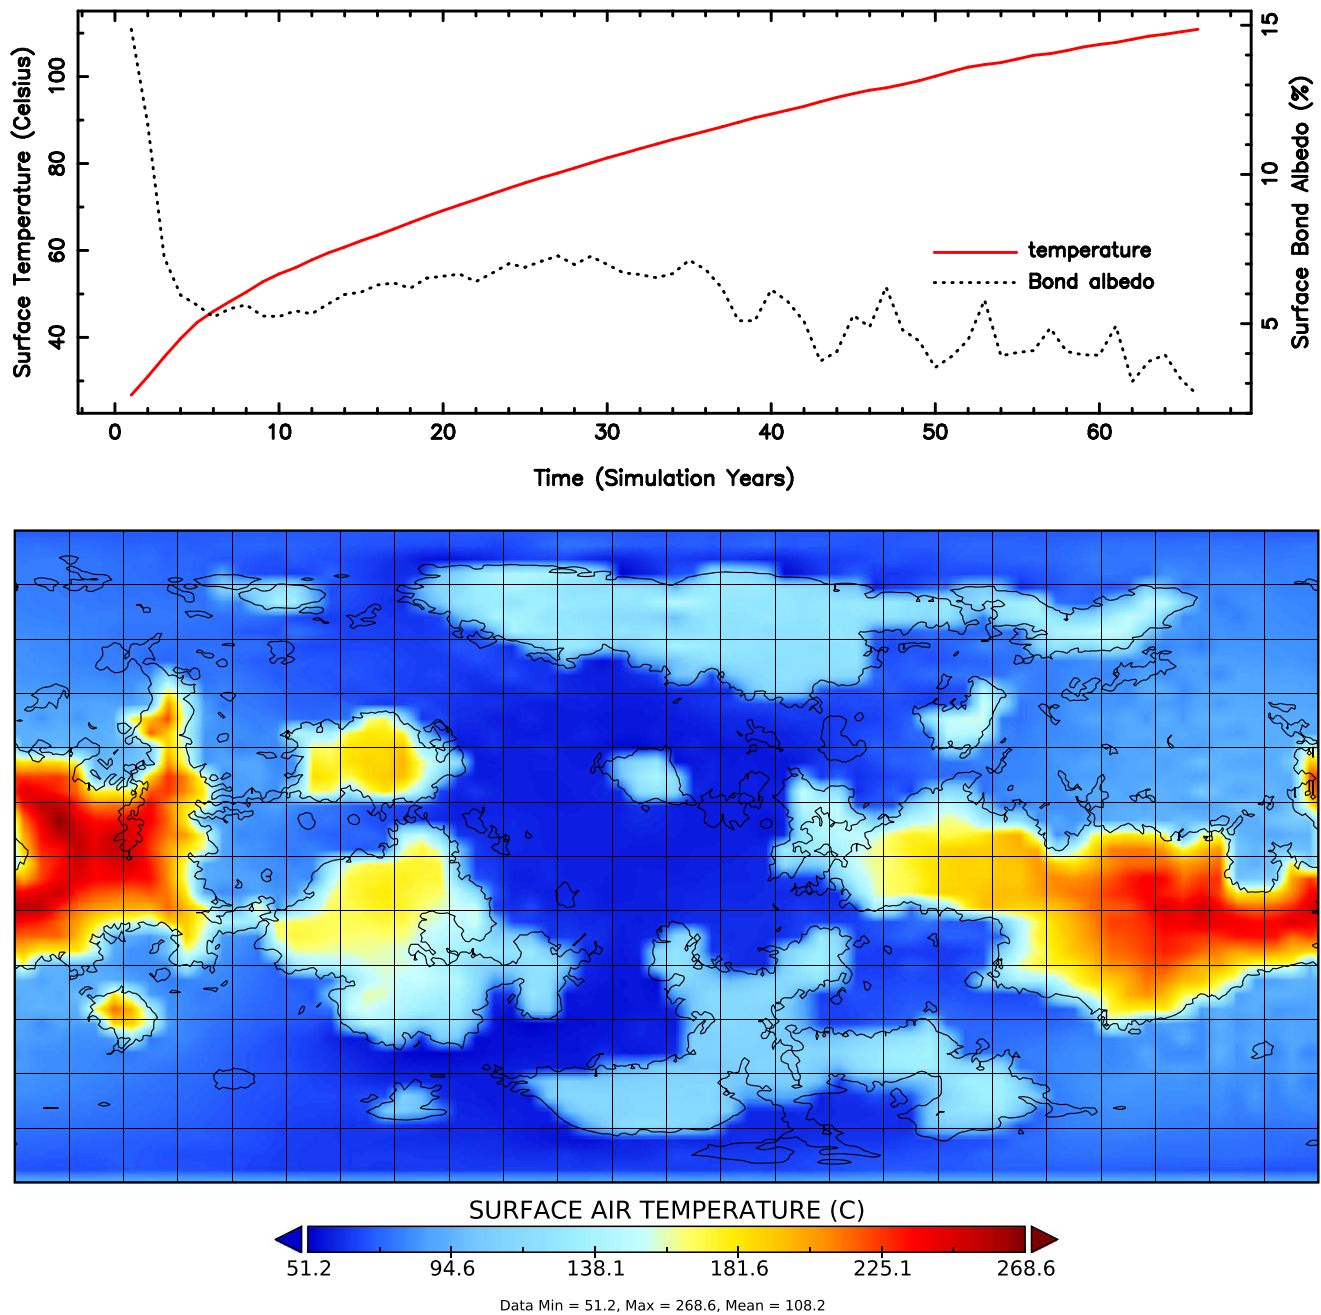 Surface Temperature (Celsius)
100
80
60
40
15
10
5
Surface Bond Albedo (%)
temperature
Bond albedo
0 10 20 30 40 50 60
Time (Simulation Years)
SURFACE AIR TEMPERATURE (C)
51.2 94.6 138.1 181.6 225.1 268.6
Data Min = 51.2, Max = 268.6, Mean = 108.2